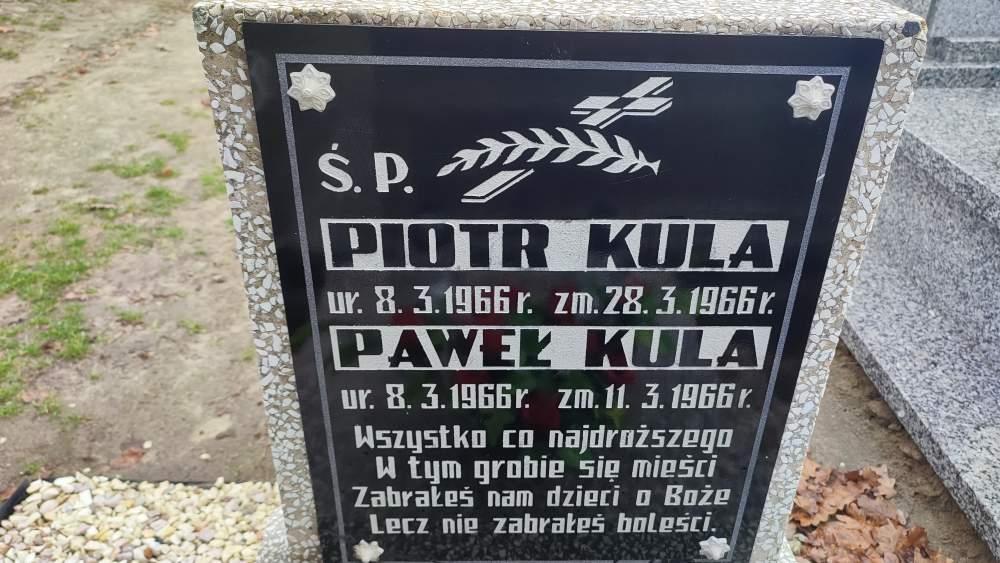 Ś. P.
PIOTR KULA
ur. 8. 3. 1966 r. zm. 28. 3. 1966 r.
PAWEŁ KULA
ur. 8. 3. 1966 r. zm. 11. 3. 1966 r.
Wszystko co najdroższego
W tym grobie się mieści
Zabrałeś nam dzieci o Boże
Lecz nie zabrałeś boleści.